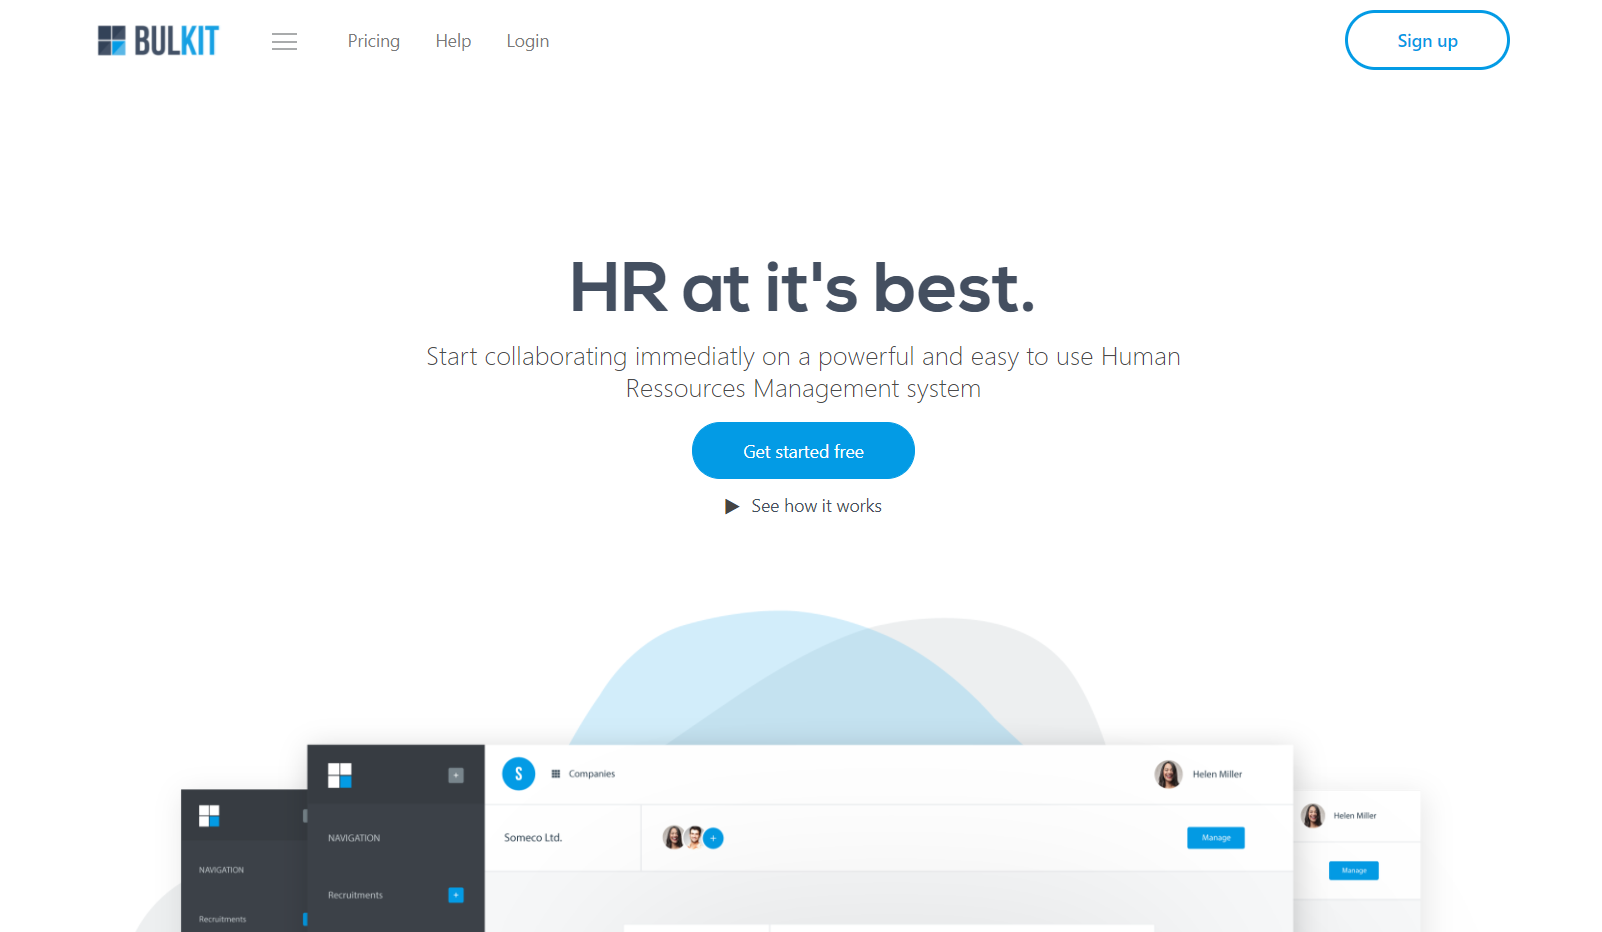 BULKIT
Pricing
Help
Login
Sign up
HR at it's best.
Start collaborating immediatly on a powerful and easy to use Human
Ressources Management system
Get started free
See how it works
S
Companies
Helen Miller
Helen Miller
NAVIGATION
Someco Ltd.
+
Manage
NAVIGATION
Manage
Recruitments
+
Recruitments